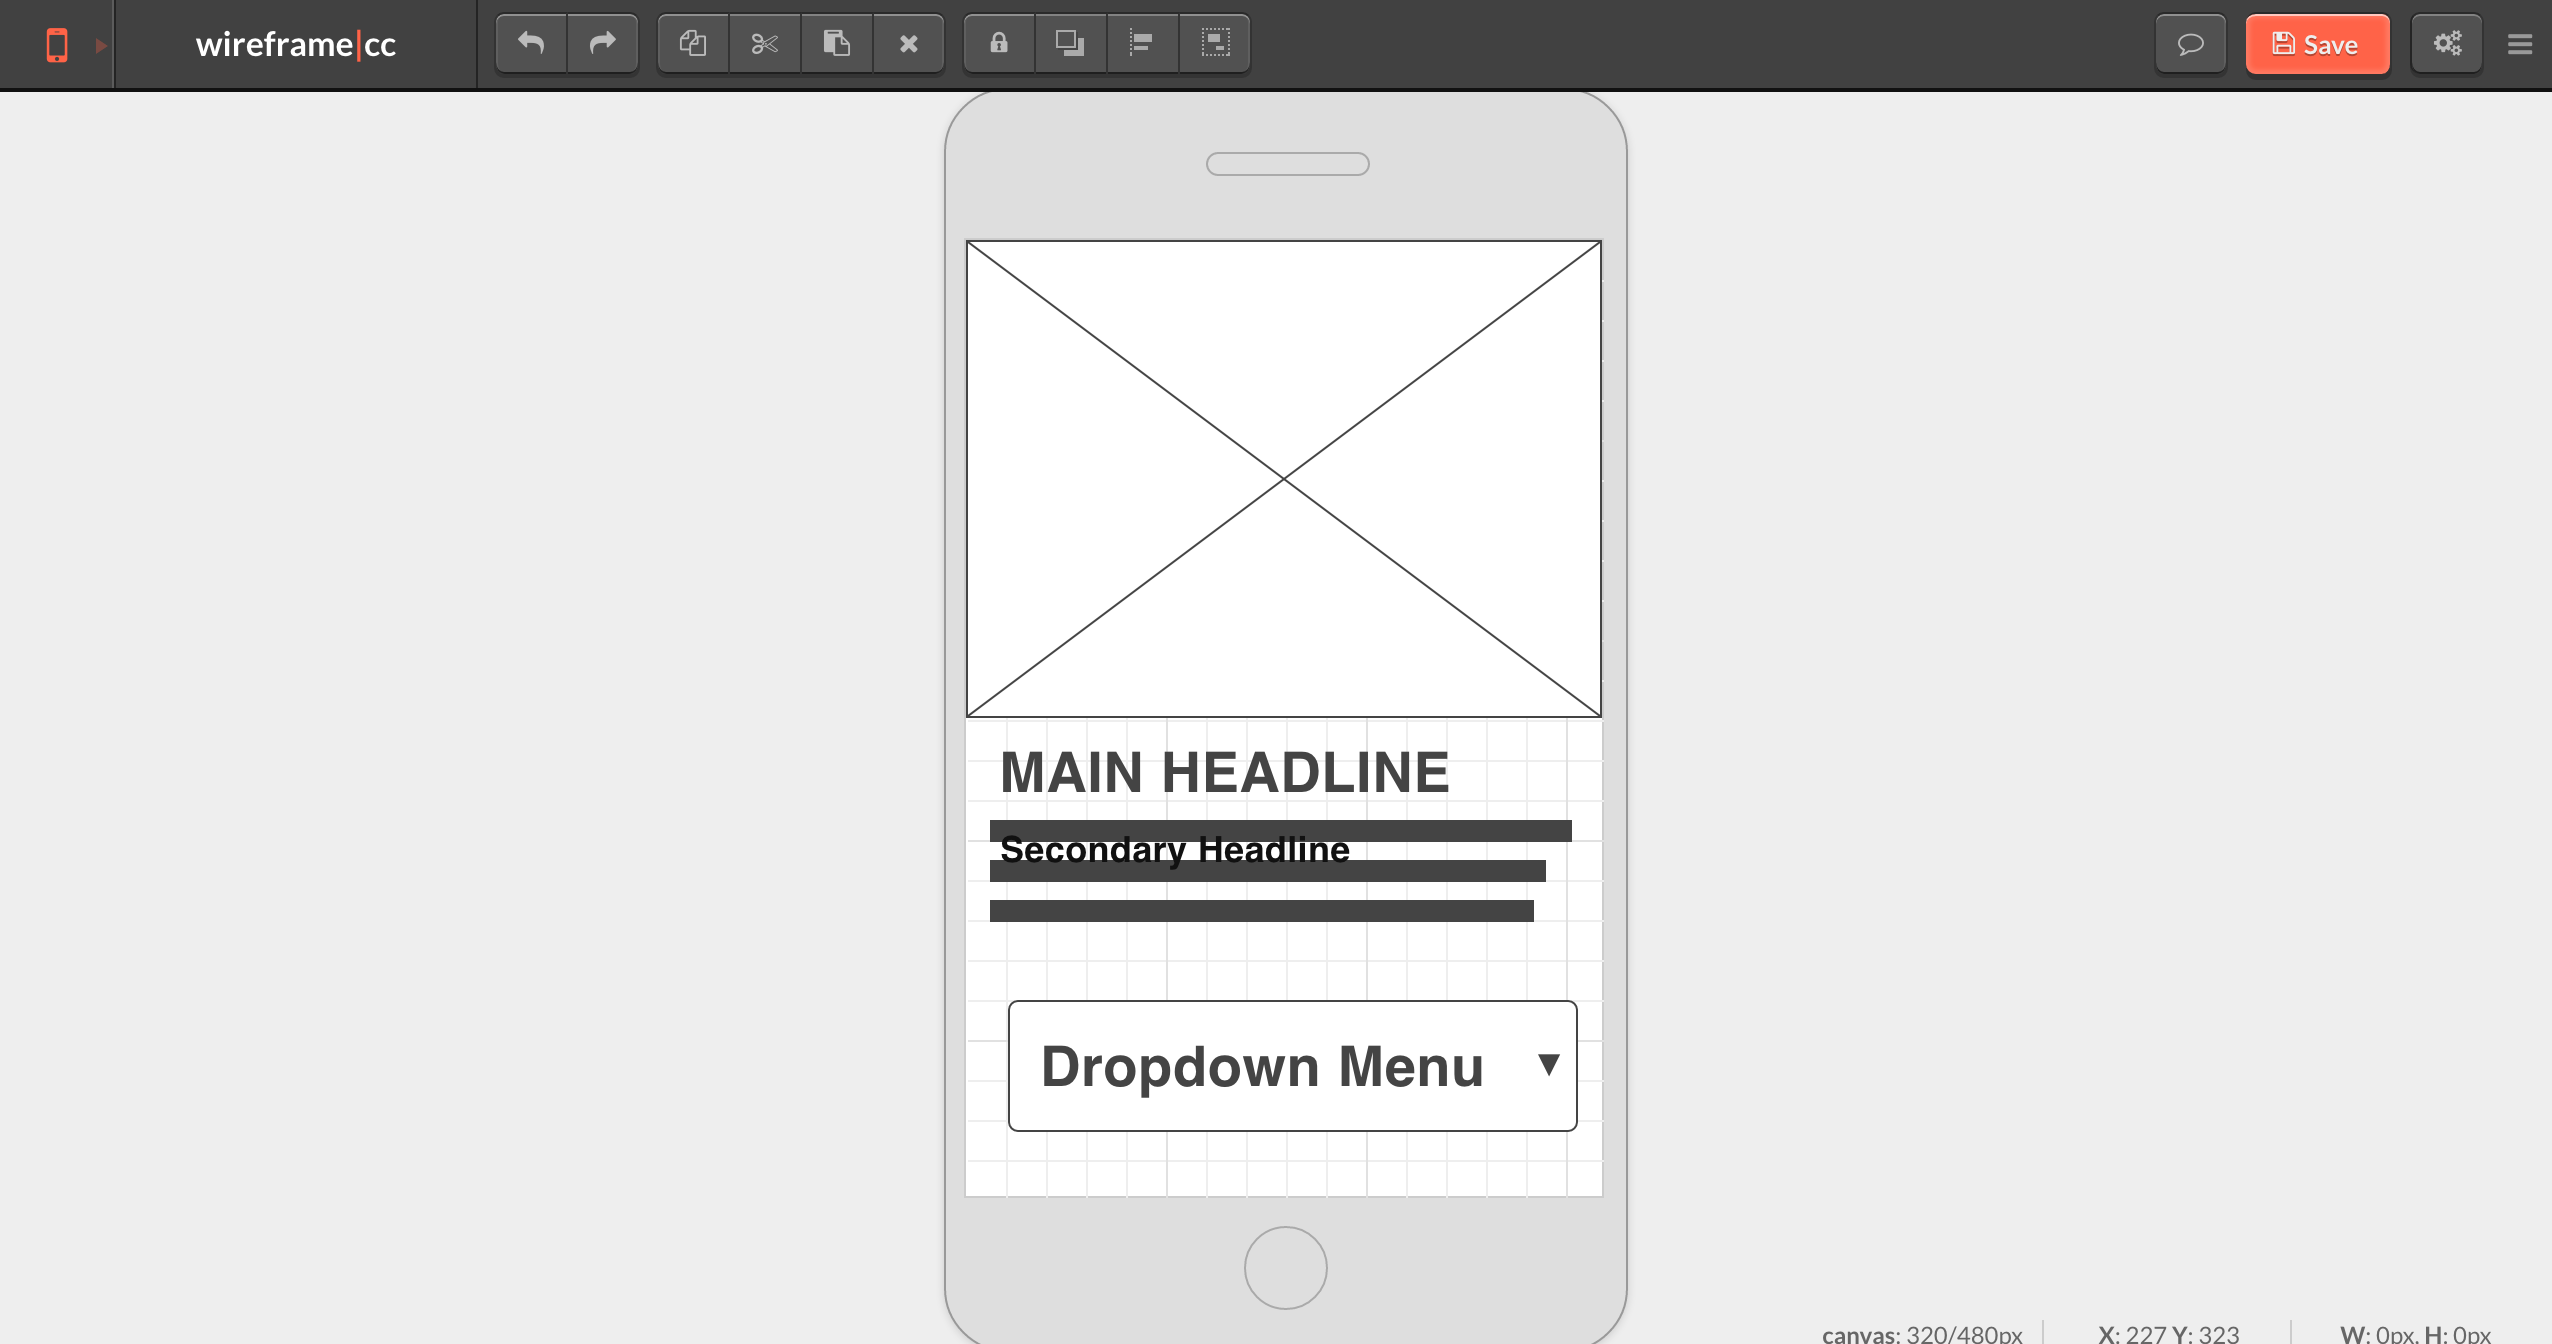 wireframe|cc
Save
MAIN HEADLINE
Secondary Headline
Dropdown Menu
canvas: 320/480px
X: 227 Y: 323
W: 0px, H: 0px